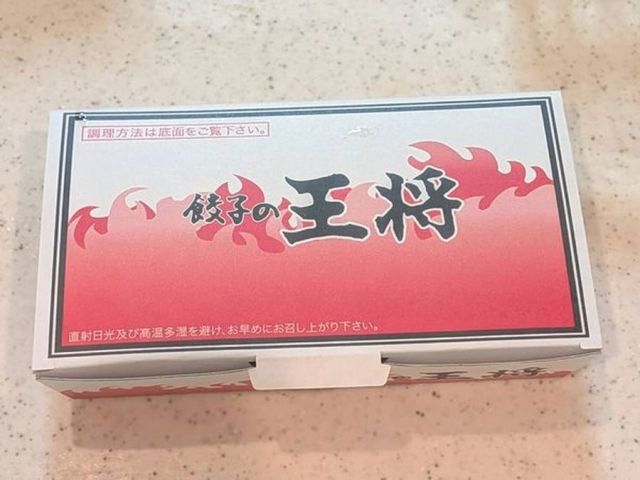 調理方法は底面をご覧下さい。
餃子の王将
直射日光及び高温多湿を避け、お早めにお召し上がり下さい。
王将